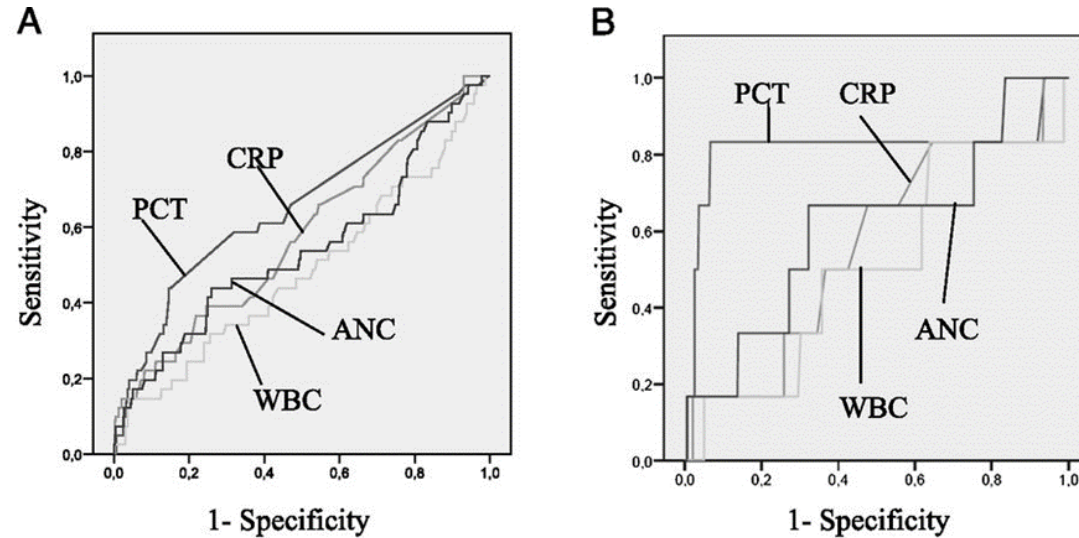 A
1,0
0,8
0,6
0,4
0,2
0,0
0,0 0,2 0,4 0,6 0,8 1,0
Sensitivity
1- Specificity
PCT
CRP
ANC
WBC
B
1,0
0,8
0,6
0,4
0,2
0,0
0,0 0,2 0,4 0,6 0,8 1,0
Sensitivity
1- Specificity
PCT CRP
ANC
WBC